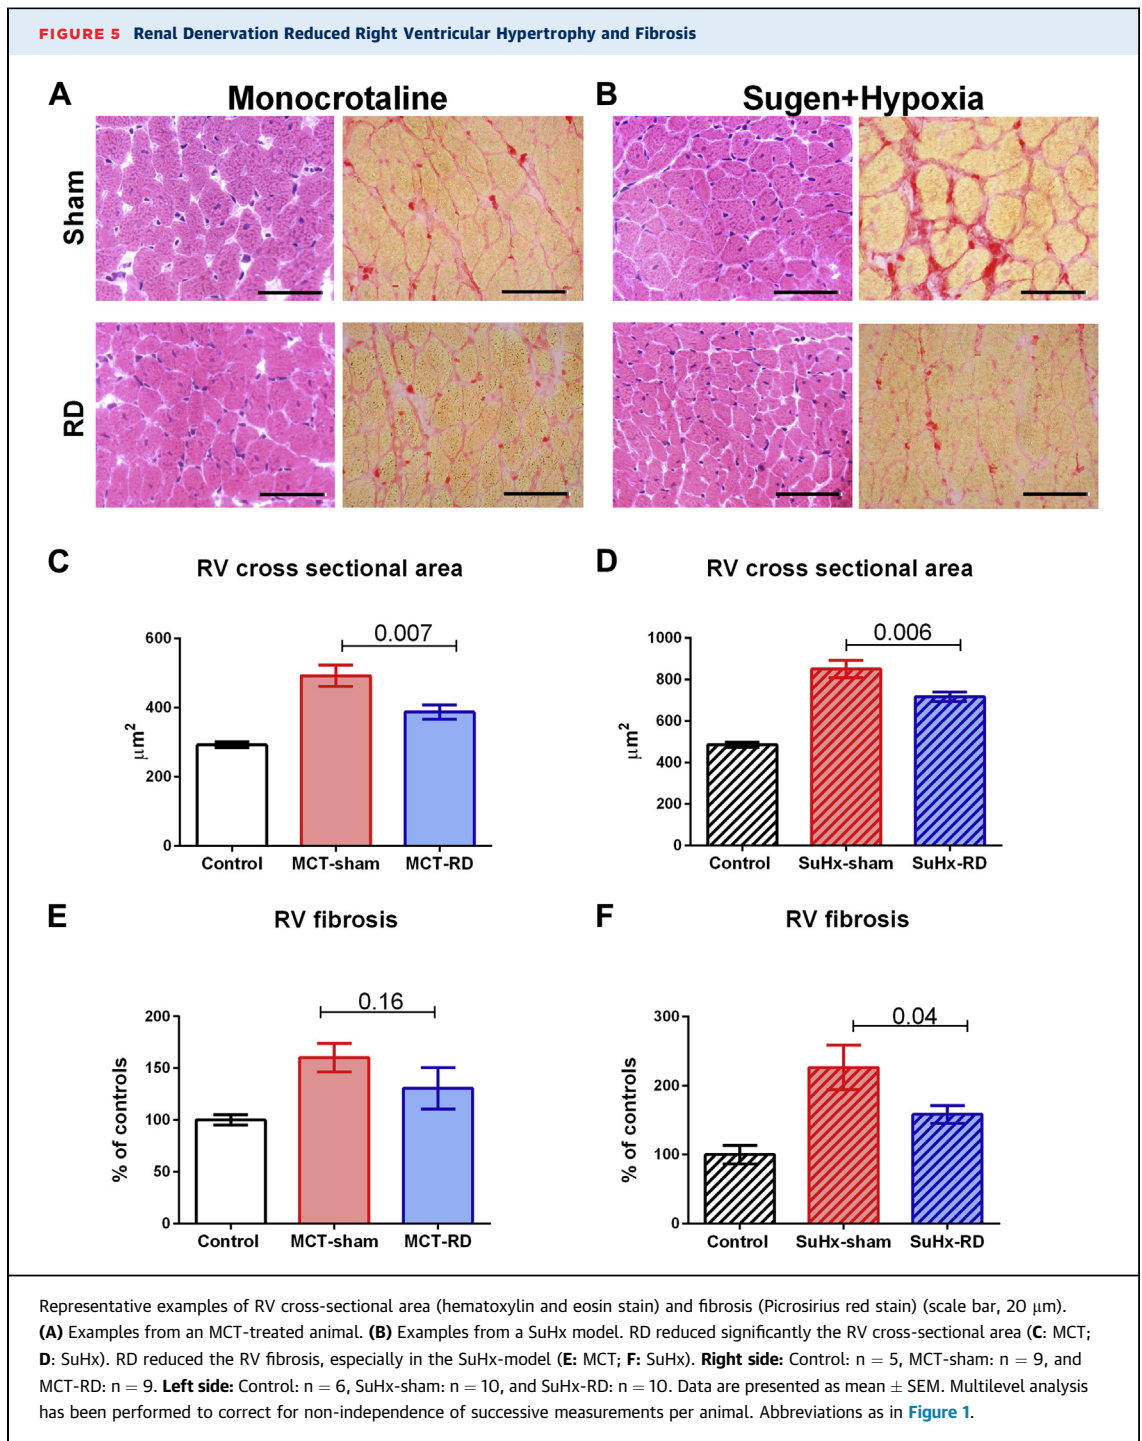 FIGURE 5 Renal Denervation Reduced Right Ventricular Hypertrophy and Fibrosis
A Monocrotaline
B Sugen+Hypoxia
Sham
RD
C RV cross sectional area
600
400
200
0
μm²
0.007
Control MCT-sham MCT-RD
D RV cross sectional area
1000
800
600
400
200
0
μm²
0.006
Control SuHx-sham SuHx-RD
E RV fibrosis
200
150
100
50
0
% of controls
0.16
Control MCT-sham MCT-RD
F RV fibrosis
300
200
100
0
% of controls
0.04
Control SuHx-sham SuHx-RD
Representative examples of RV cross-sectional area (hematoxylin and eosin stain) and fibrosis (Picrosirius red stain) (scale bar, 20 μm).
(A) Examples from an MCT-treated animal. (B) Examples from a SuHx model. RD reduced significantly the RV cross-sectional area (C: MCT;
D: SuHx). RD reduced the RV fibrosis, especially in the SuHx-model (E: MCT; F: SuHx). Right side: Control: n = 5, MCT-sham: n = 9, and
MCT-RD: n = 9. Left side: Control: n = 6, SuHx-sham: n = 10, and SuHx-RD: n = 10. Data are presented as mean ± SEM. Multilevel analysis
has been performed to correct for non-independence of successive measurements per animal. Abbreviations as in Figure 1.